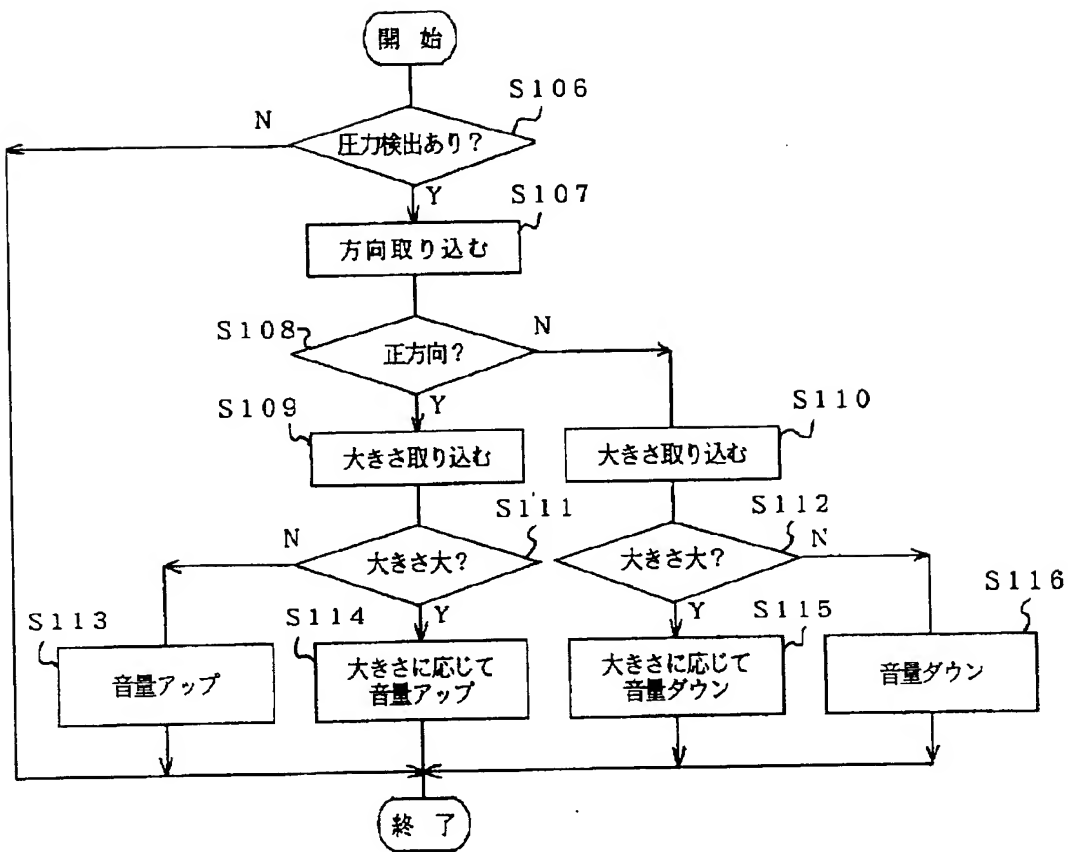 開 始
S106
N
圧力検出あり?
Y
S107
方向取り込む
S108
N
正方向?
Y
S109
S110
大きさ取り込む
大きさ取り込む
S111
S112
N
大きさ大?
大きさ大?
N
Y
Y
S113
S114
S115
S116
音量アップ
大きさに応じて
音量アップ
大きさに応じて
音量ダウン
音量ダウン
終 了